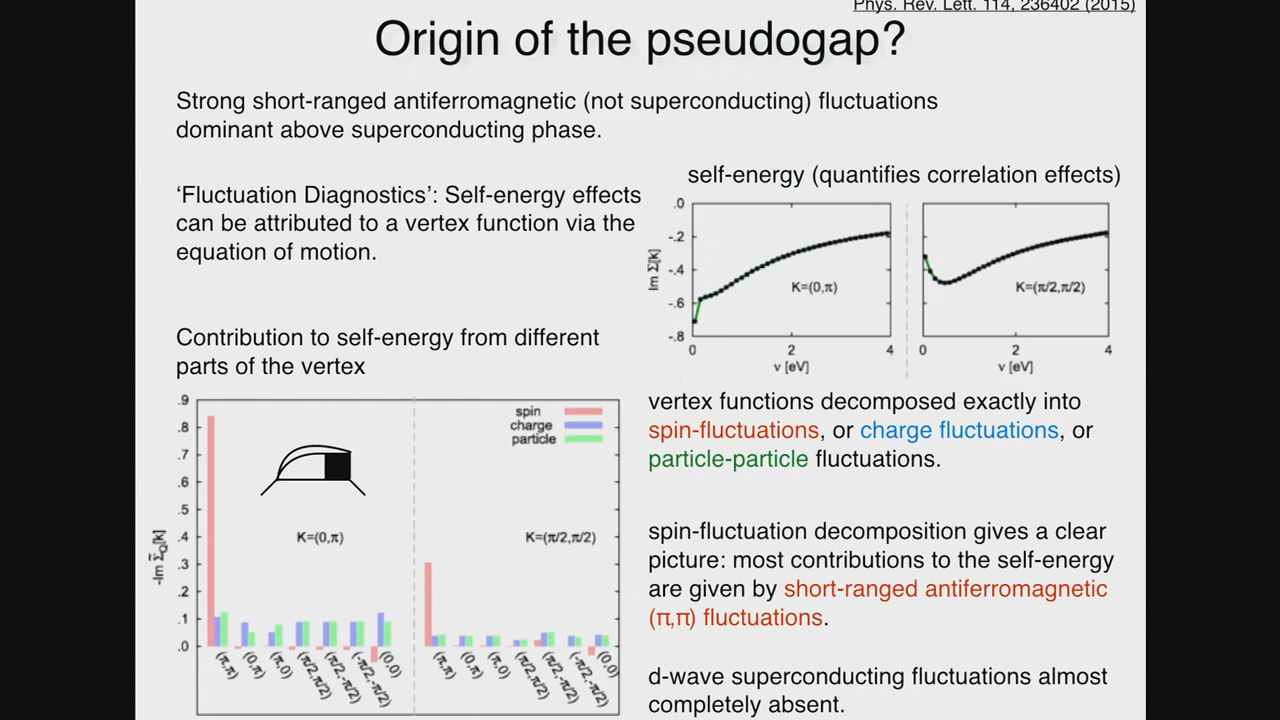 Phys. Rev. Lett. 114, 236402 (2015)
Origin of the pseudogap?
Strong short-ranged antiferromagnetic (not superconducting) fluctuations
dominant above superconducting phase.
‘Fluctuation Diagnostics’: Self-energy effects
can be attributed to a vertex function via the
equation of motion.
self-energy (quantifies correlation effects)
.0
-.2
-.4
-.6
-.8
Im Σ[k]
K=(0,π)
0 2 4
ν [eV]
K=(π/2,π/2)
0 2 4
ν [eV]
Contribution to self-energy from different
parts of the vertex
.9
.8
.7
.6
.5
.4
.3
.2
.1
.0
-Im Σ̃Q[k]
spin
charge
particle
K=(0,π)
K=(π/2,π/2)
(π,π) (0,π) (π,0) (π/2,π/2) (π/2,-π/2) (-π/2,-π/2) (0,0)
(π,π) (0,π) (π,0) (π/2,π/2) (π/2,-π/2) (-π/2,-π/2) (0,0)
vertex functions decomposed exactly into
spin-fluctuations, or charge fluctuations, or
particle-particle fluctuations.
spin-fluctuation decomposition gives a clear
picture: most contributions to the self-energy
are given by short-ranged antiferromagnetic
(π,π) fluctuations.
d-wave superconducting fluctuations almost
completely absent.